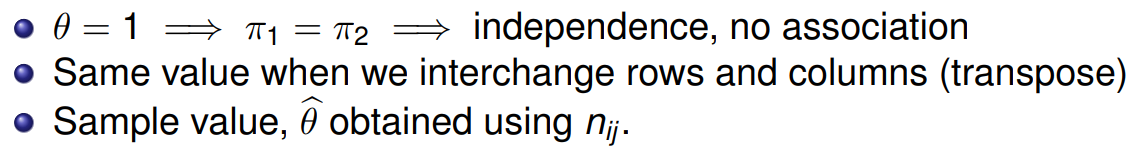 • θ = 1 ⟹ π₁ = π₂ ⟹ independence, no association
• Same value when we interchange rows and columns (transpose)
• Sample value, θ̂ obtained using nᵢⱼ.